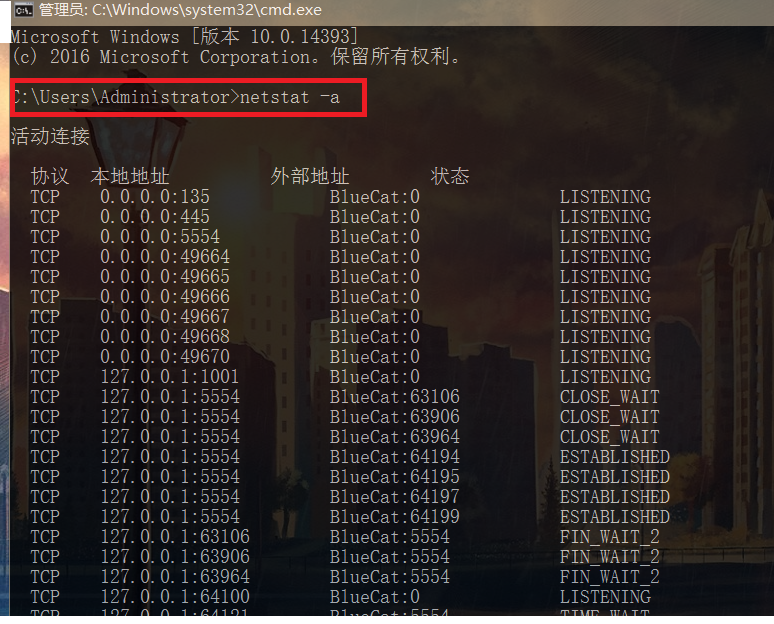 管理员: C:\Windows\system32\cmd.exe
Microsoft Windows [版本 10.0.14393]
(c) 2016 Microsoft Corporation。保留所有权利。
C:\Users\Administrator>netstat -a
活动连接
协议 本地地址 外部地址 状态
TCP 0.0.0.0:135 BlueCat:0 LISTENING
TCP 0.0.0.0:445 BlueCat:0 LISTENING
TCP 0.0.0.0:5554 BlueCat:0 LISTENING
TCP 0.0.0.0:49664 BlueCat:0 LISTENING
TCP 0.0.0.0:49665 BlueCat:0 LISTENING
TCP 0.0.0.0:49666 BlueCat:0 LISTENING
TCP 0.0.0.0:49667 BlueCat:0 LISTENING
TCP 0.0.0.0:49668 BlueCat:0 LISTENING
TCP 0.0.0.0:49670 BlueCat:0 LISTENING
TCP 127.0.0.1:1001 BlueCat:0 LISTENING
TCP 127.0.0.1:5554 BlueCat:63106 CLOSE_WAIT
TCP 127.0.0.1:5554 BlueCat:63906 CLOSE_WAIT
TCP 127.0.0.1:5554 BlueCat:63964 CLOSE_WAIT
TCP 127.0.0.1:5554 BlueCat:64194 ESTABLISHED
TCP 127.0.0.1:5554 BlueCat:64195 ESTABLISHED
TCP 127.0.0.1:5554 BlueCat:64197 ESTABLISHED
TCP 127.0.0.1:5554 BlueCat:64199 ESTABLISHED
TCP 127.0.0.1:63106 BlueCat:5554 FIN_WAIT_2
TCP 127.0.0.1:63906 BlueCat:5554 FIN_WAIT_2
TCP 127.0.0.1:63964 BlueCat:5554 FIN_WAIT_2
TCP 127.0.0.1:64100 BlueCat:0 LISTENING
TCP 127.0.0.1:64121 BlueCat:5554 TIME_WAIT